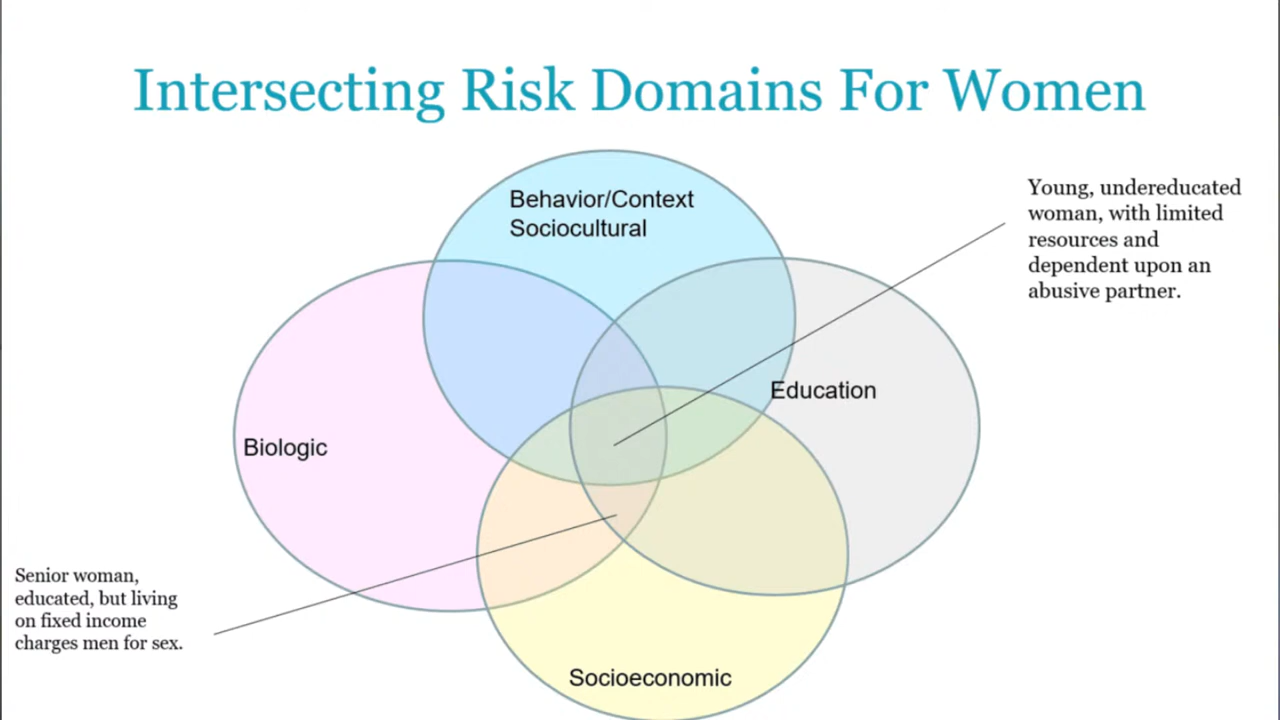 Intersecting Risk Domains For Women
Behavior/Context
Sociocultural
Young, undereducated
woman, with limited
resources and
dependent upon an
abusive partner.
Education
Biologic
Senior woman,
educated, but living
on fixed income
charges men for sex.
Socioeconomic